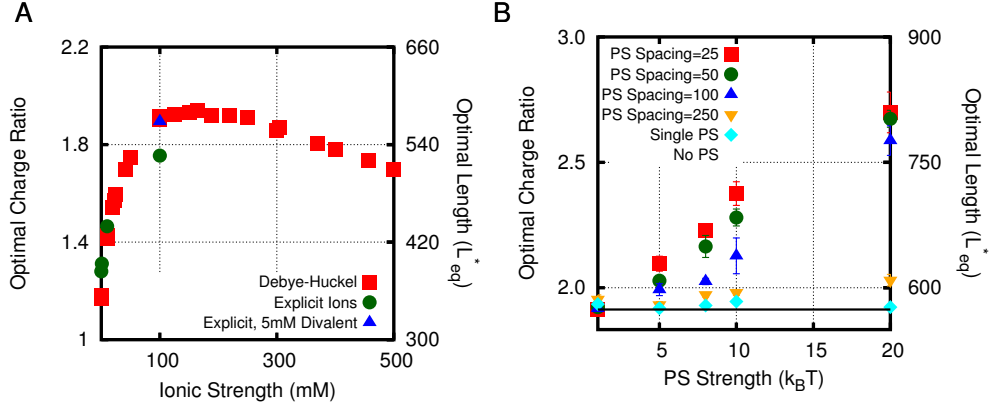 A
2.2
1.8
1.4
1
Optimal Charge Ratio
660
540
420
300
Optimal Length (L*eq)
Debye-Huckel
Explicit Ions
Explicit, 5mM Divalent
100
300
500
Ionic Strength (mM)
B
3.0
2.5
2.0
Optimal Charge Ratio
900
750
600
Optimal Length (L*eq)
PS Spacing=25
PS Spacing=50
PS Spacing=100
PS Spacing=250
Single PS
No PS
5
10
15
20
PS Strength (kBT)